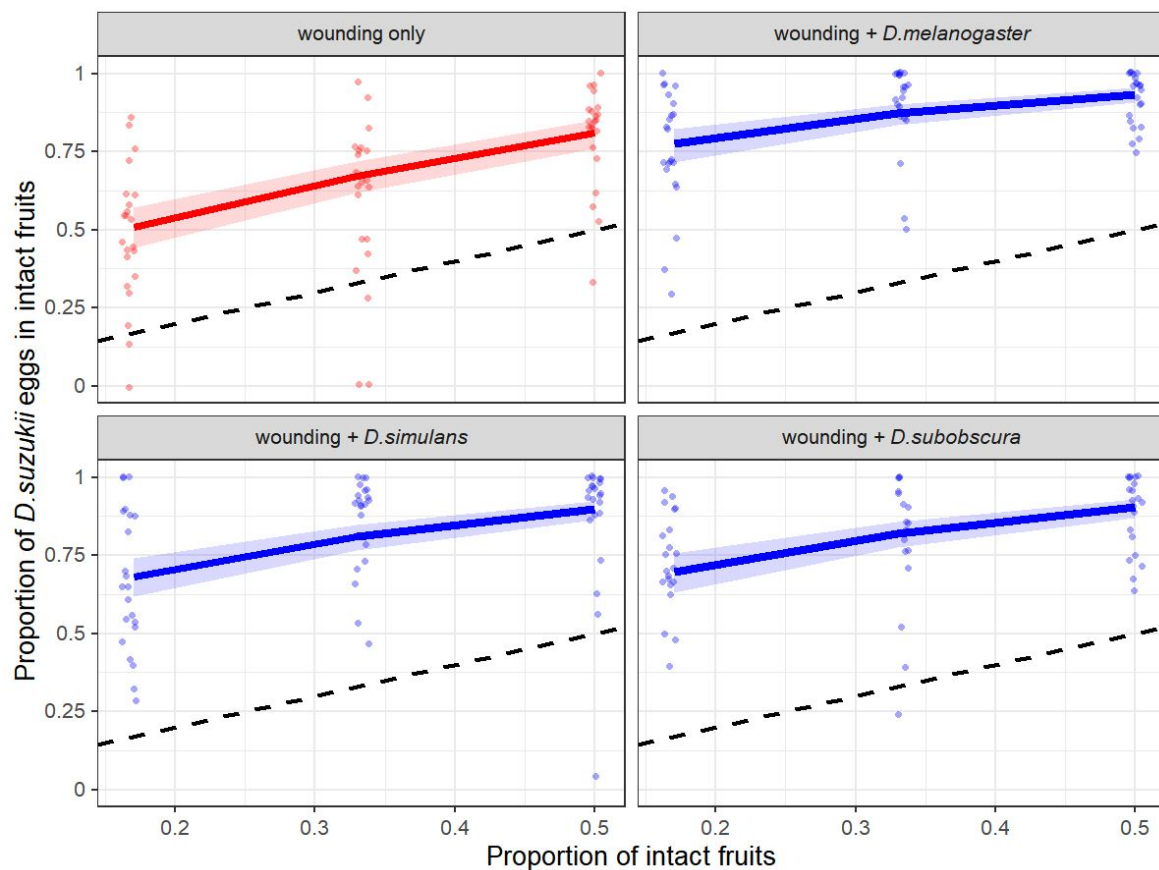 wounding only
wounding + D.melanogaster
1
0.75
0.5
0.25
0
wounding + D.simulans
wounding + D.subobscura
1
0.75
0.5
0.25
0
0.2 0.3 0.4 0.5
0.2 0.3 0.4 0.5
Proportion of intact fruits
Proportion of D.suzukii eggs in intact fruits